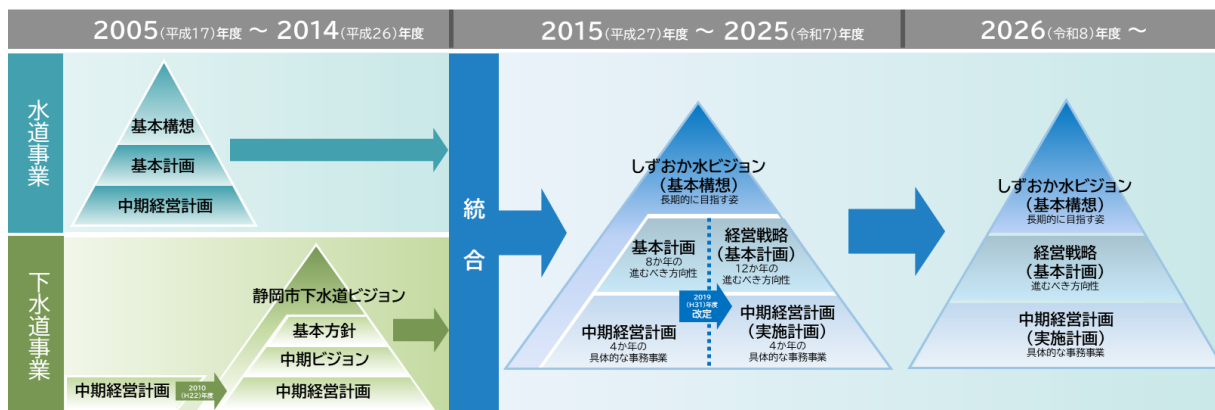 2005(平成17)年度 ～ 2014(平成26)年度
2015(平成27)年度 ～ 2025(令和7)年度
2026(令和8)年度 ～
水道事業
基本構想
基本計画
中期経営計画
下水道事業
静岡市下水道ビジョン
基本方針
中期ビジョン
中期経営計画
中期経営計画
2010
(H22)年度
統合
しずおか水ビジョン
(基本構想)
長期的に目指す姿
基本計画
8か年の
進むべき方向性
経営戦略
(基本計画)
12か年の
進むべき方向性
2019
(H31)年度
改定
中期経営計画
4か年の
具体的な事務事業
中期経営計画
(実施計画)
4か年の
具体的な事務事業
しずおか水ビジョン
(基本構想)
長期的に目指す姿
経営戦略
(基本計画)
進むべき方向性
中期経営計画
(実施計画)
具体的な事務事業